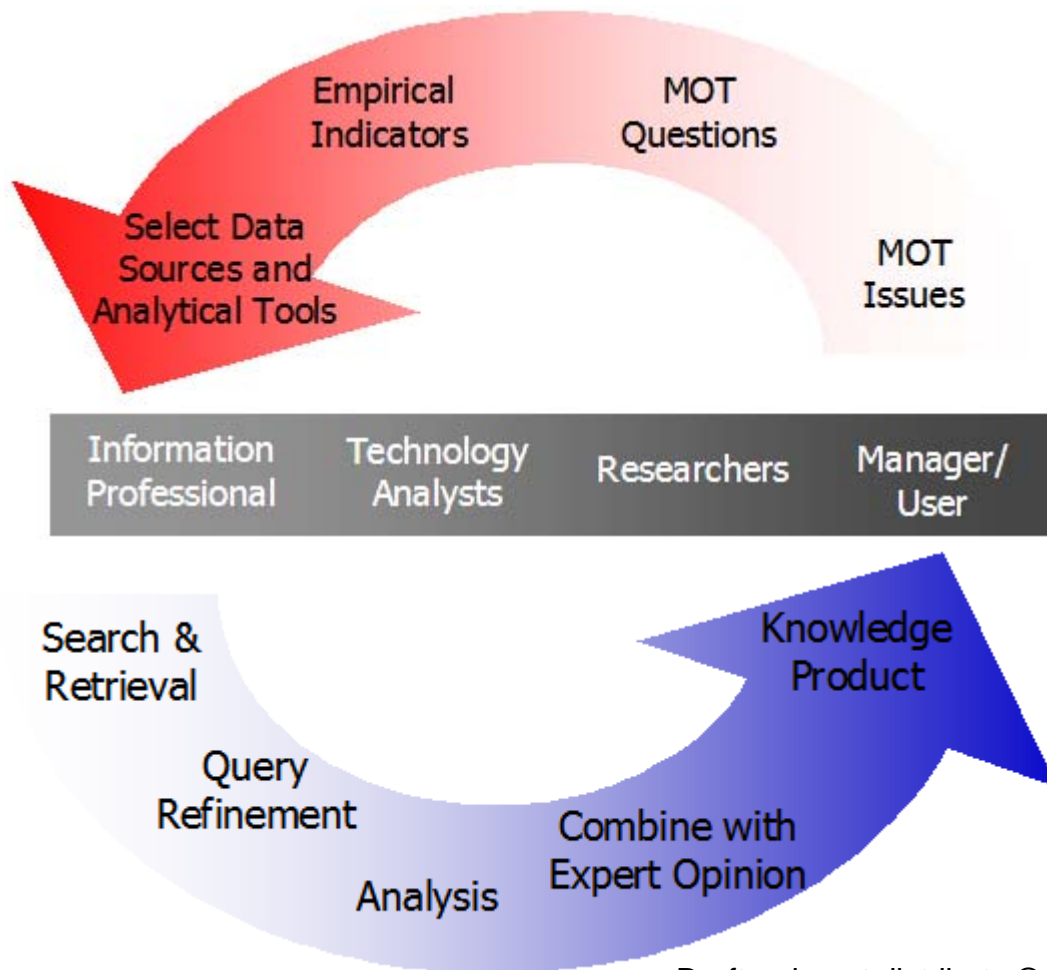 Empirical
Indicators
MOT
Questions
Select Data
Sources and
Analytical Tools
MOT
Issues
Information
Professional
Technology
Analysts
Researchers
Manager/
User
Search &
Retrieval
Query
Refinement
Analysis
Combine with
Expert Opinion
Knowledge
Product